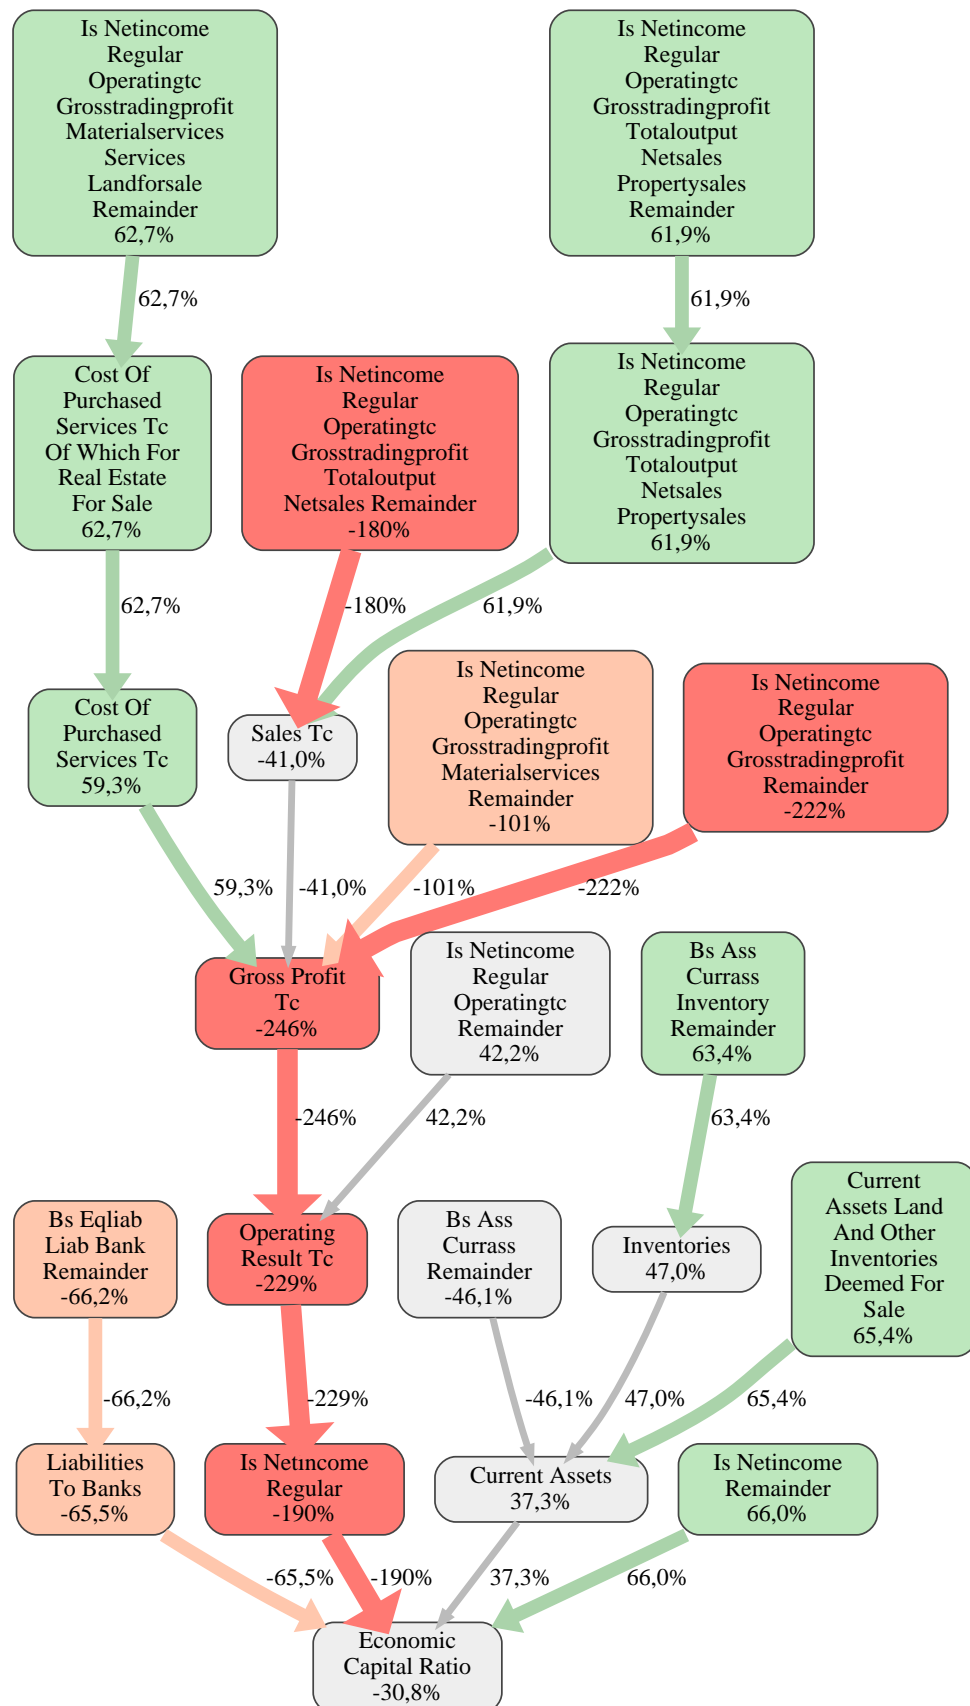 Is Netincome
Regular
Operatingtc
Grosstradingprofit
Materialservices
Services
Landforsale
Remainder
62,7%
Is Netincome
Regular
Operatingtc
Grosstradingprofit
Totaloutput
Netsales
Propertysales
Remainder
61,9%
62,7%
61,9%
Cost Of
Purchased
Services Tc
Of Which For
Real Estate
For Sale
62,7%
Is Netincome
Regular
Operatingtc
Grosstradingprofit
Totaloutput
Netsales Remainder
-180%
Is Netincome
Regular
Operatingtc
Grosstradingprofit
Totaloutput
Netsales
Propertysales
61,9%
62,7%
-180%
61,9%
Cost Of
Purchased
Services Tc
59,3%
Sales Tc
-41,0%
Is Netincome
Regular
Operatingtc
Grosstradingprofit
Materialservices
Remainder
-101%
Is Netincome
Regular
Operatingtc
Grosstradingprofit
Remainder
-222%
59,3%
-41,0%
-101%
-222%
Gross Profit
Tc
-246%
Is Netincome
Regular
Operatingtc
Remainder
42,2%
Bs Ass
Currass
Inventory
Remainder
63,4%
-246%
42,2%
63,4%
Bs Eqliab
Liab Bank
Remainder
-66,2%
Operating
Result Tc
-229%
Bs Ass
Currass
Remainder
-46,1%
Inventories
47,0%
Current
Assets Land
And Other
Inventories
Deemed For
Sale
65,4%
-66,2%
-229%
-46,1%
47,0%
65,4%
Liabilities
To Banks
-65,5%
Is Netincome
Regular
-190%
Current Assets
37,3%
Is Netincome
Remainder
66,0%
-65,5%
-190%
37,3%
66,0%
Economic
Capital Ratio
-30,8%